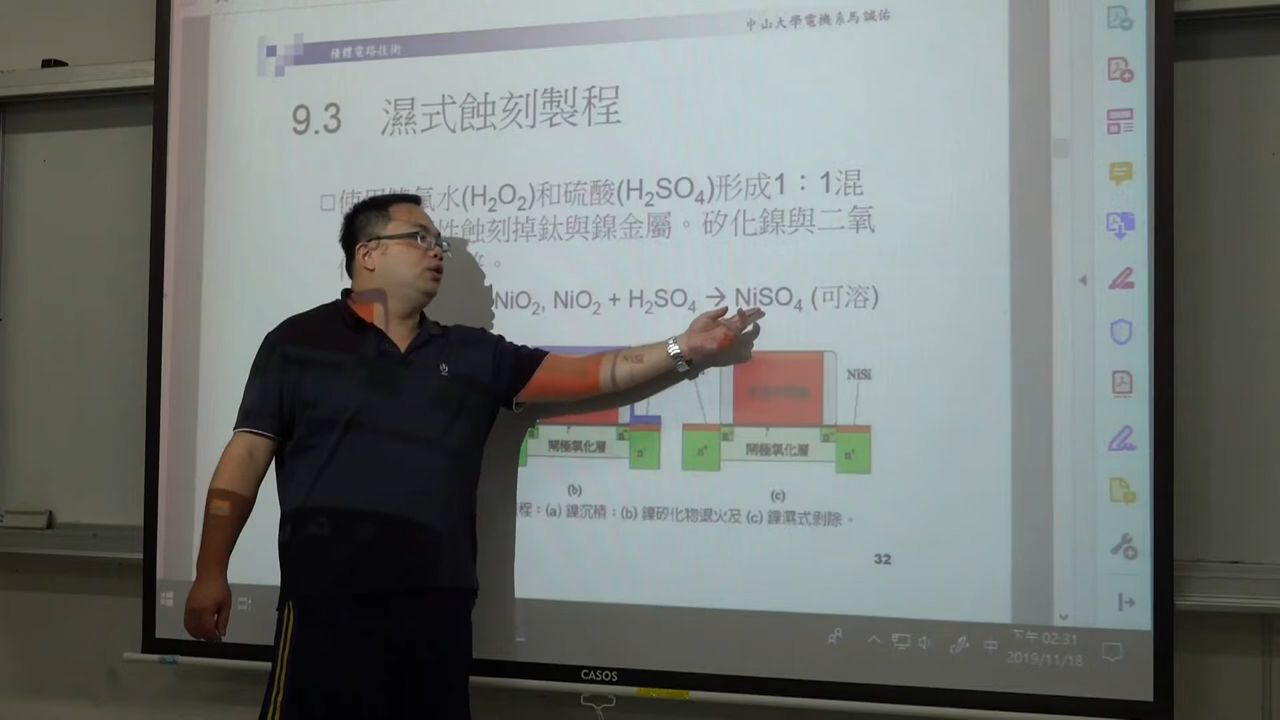 中山大學電機系馬誠佑
積體電路技術
9.3 濕式蝕刻製程
使用雙氧水(H2O2)和硫酸(H2SO4)形成1：1混
性蝕刻掉鈦與鎳金屬。矽化鎳與二氧
NiO2, NiO2 + H2SO4 → NiSO4 (可溶)
NiSi
NiSi
閘極氧化層
n+
閘極氧化層
n+
(b)
(c)
程：(a) 鎳沉積；(b) 鎳矽化物退火及 (c) 鎳濕式剝除。
32
中
下午 02:31
2019/11/18
CASOS